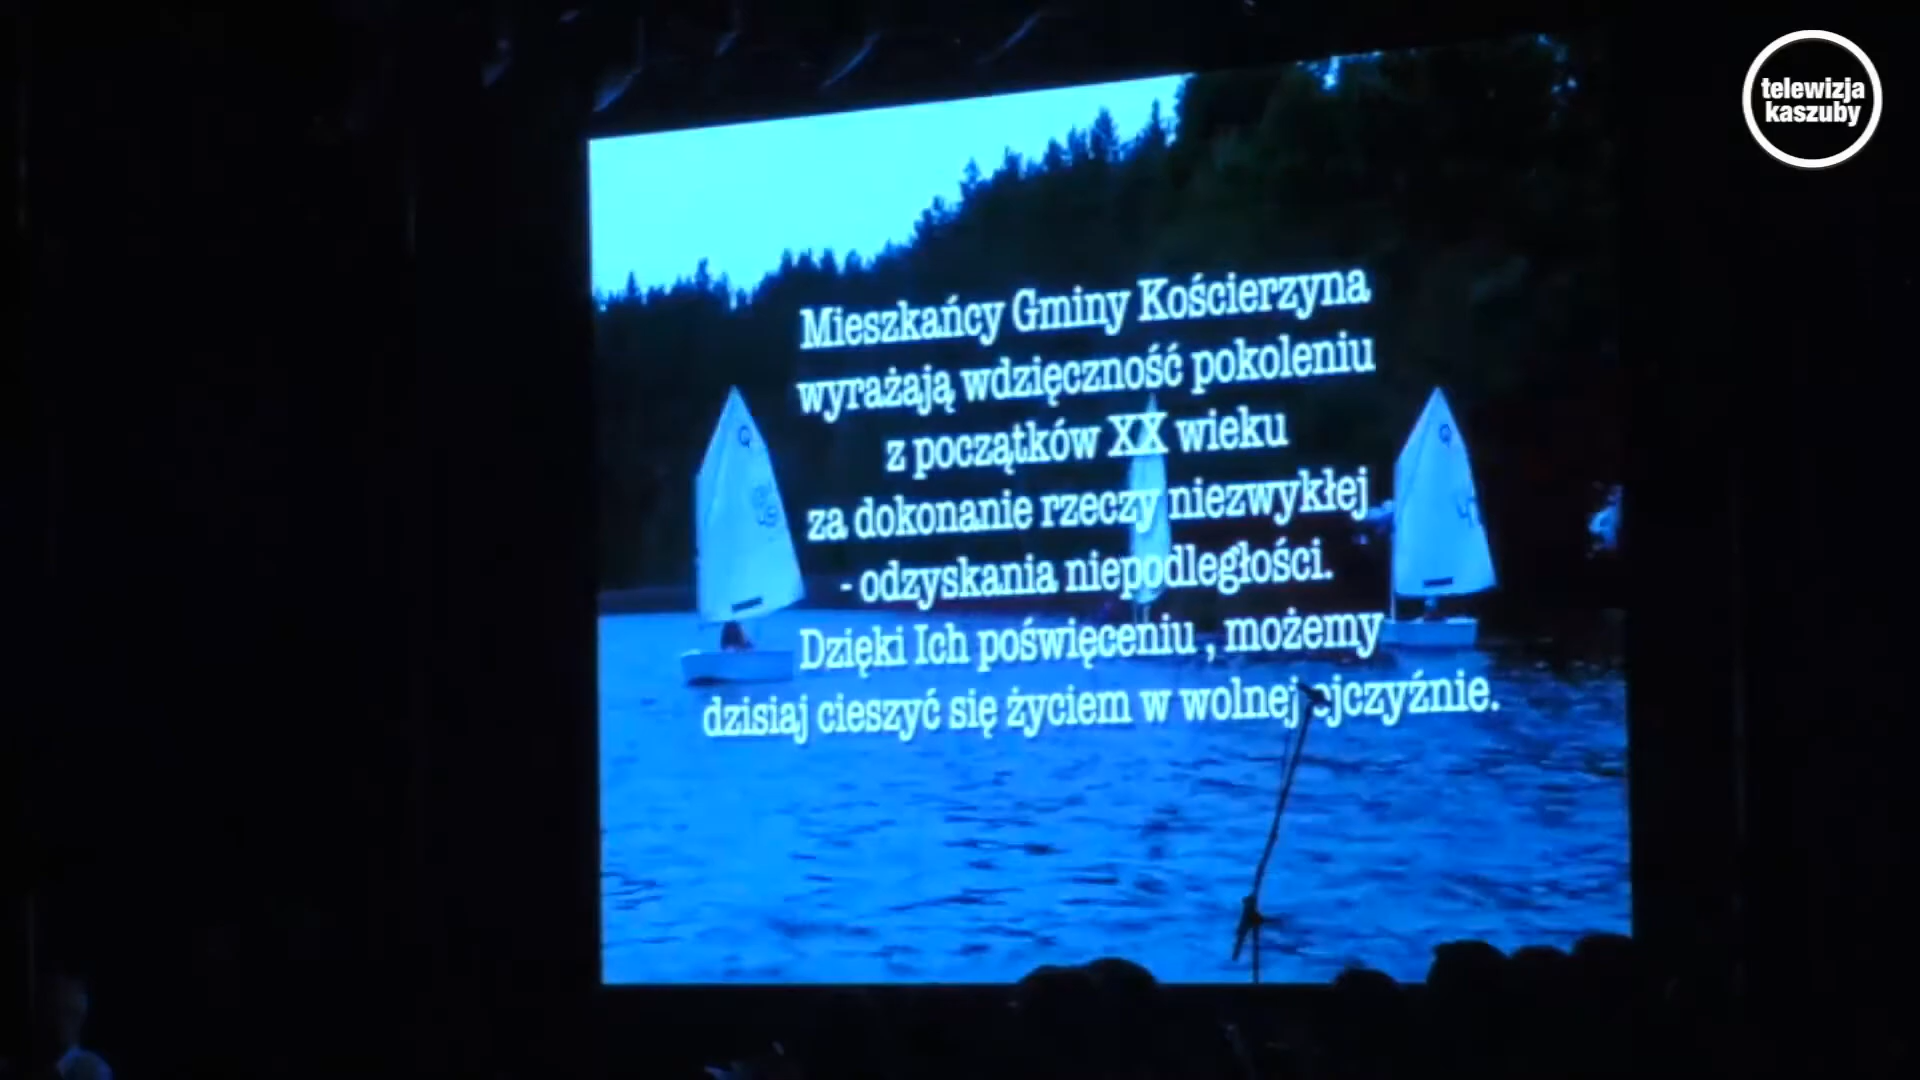 telewizja
kaszuby
Mieszkańcy Gminy Kościerzyna
wyrażają wdzięczność pokoleniu
z początków XX wieku
za dokonanie rzeczy niezwykłej
- odzyskania niepodległości.
Dzięki Ich poświęceniu , możemy
dzisiaj cieszyć się życiem w wolnej ojczyźnie.